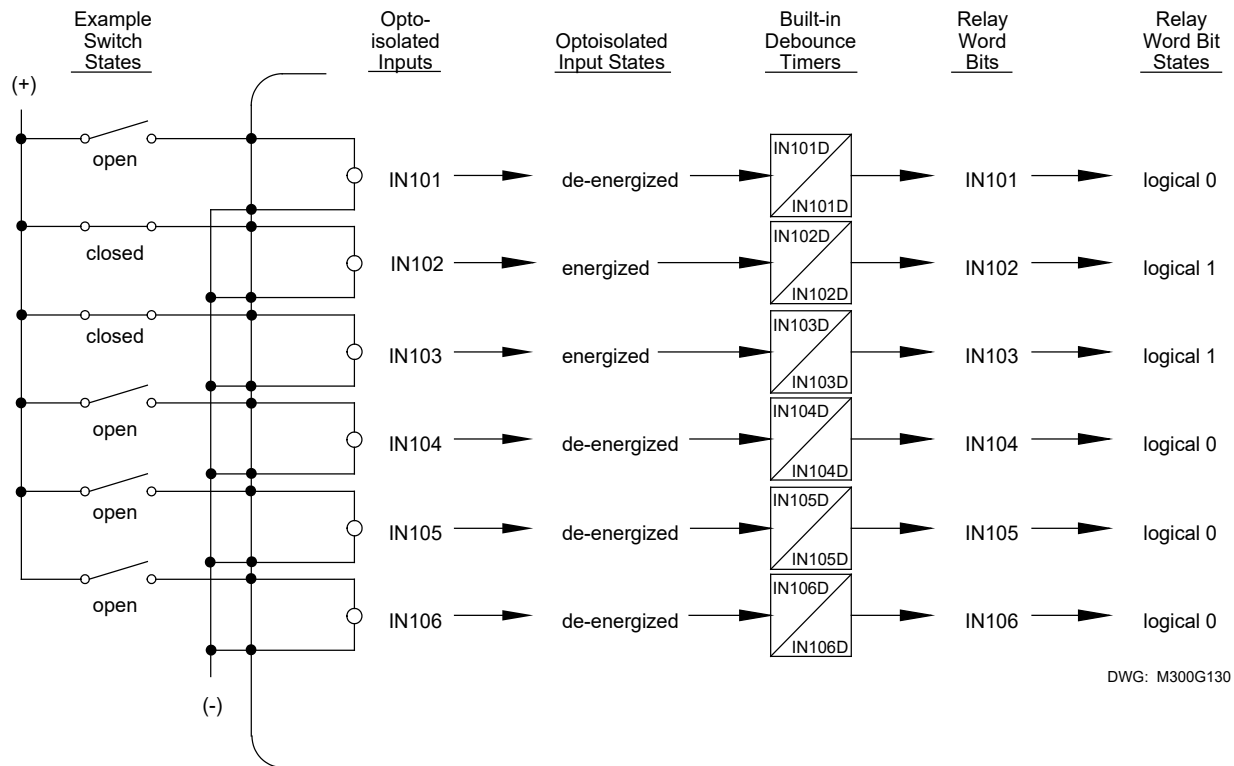 Example
Switch
States
Opto-
isolated
Inputs
Optoisolated
Input States
Built-in
Debounce
Timers
Relay
Word
Bits
Relay
Word Bit
States
(+)
open
IN101
de-energized
IN101D
IN101D
IN101
logical 0
closed
IN102
energized
IN102D
IN102D
IN102
logical 1
closed
IN103
energized
IN103D
IN103D
IN103
logical 1
open
IN104
de-energized
IN104D
IN104D
IN104
logical 0
open
IN105
de-energized
IN105D
IN105D
IN105
logical 0
open
IN106
de-energized
IN106D
IN106D
IN106
logical 0
DWG: M300G130
(-)